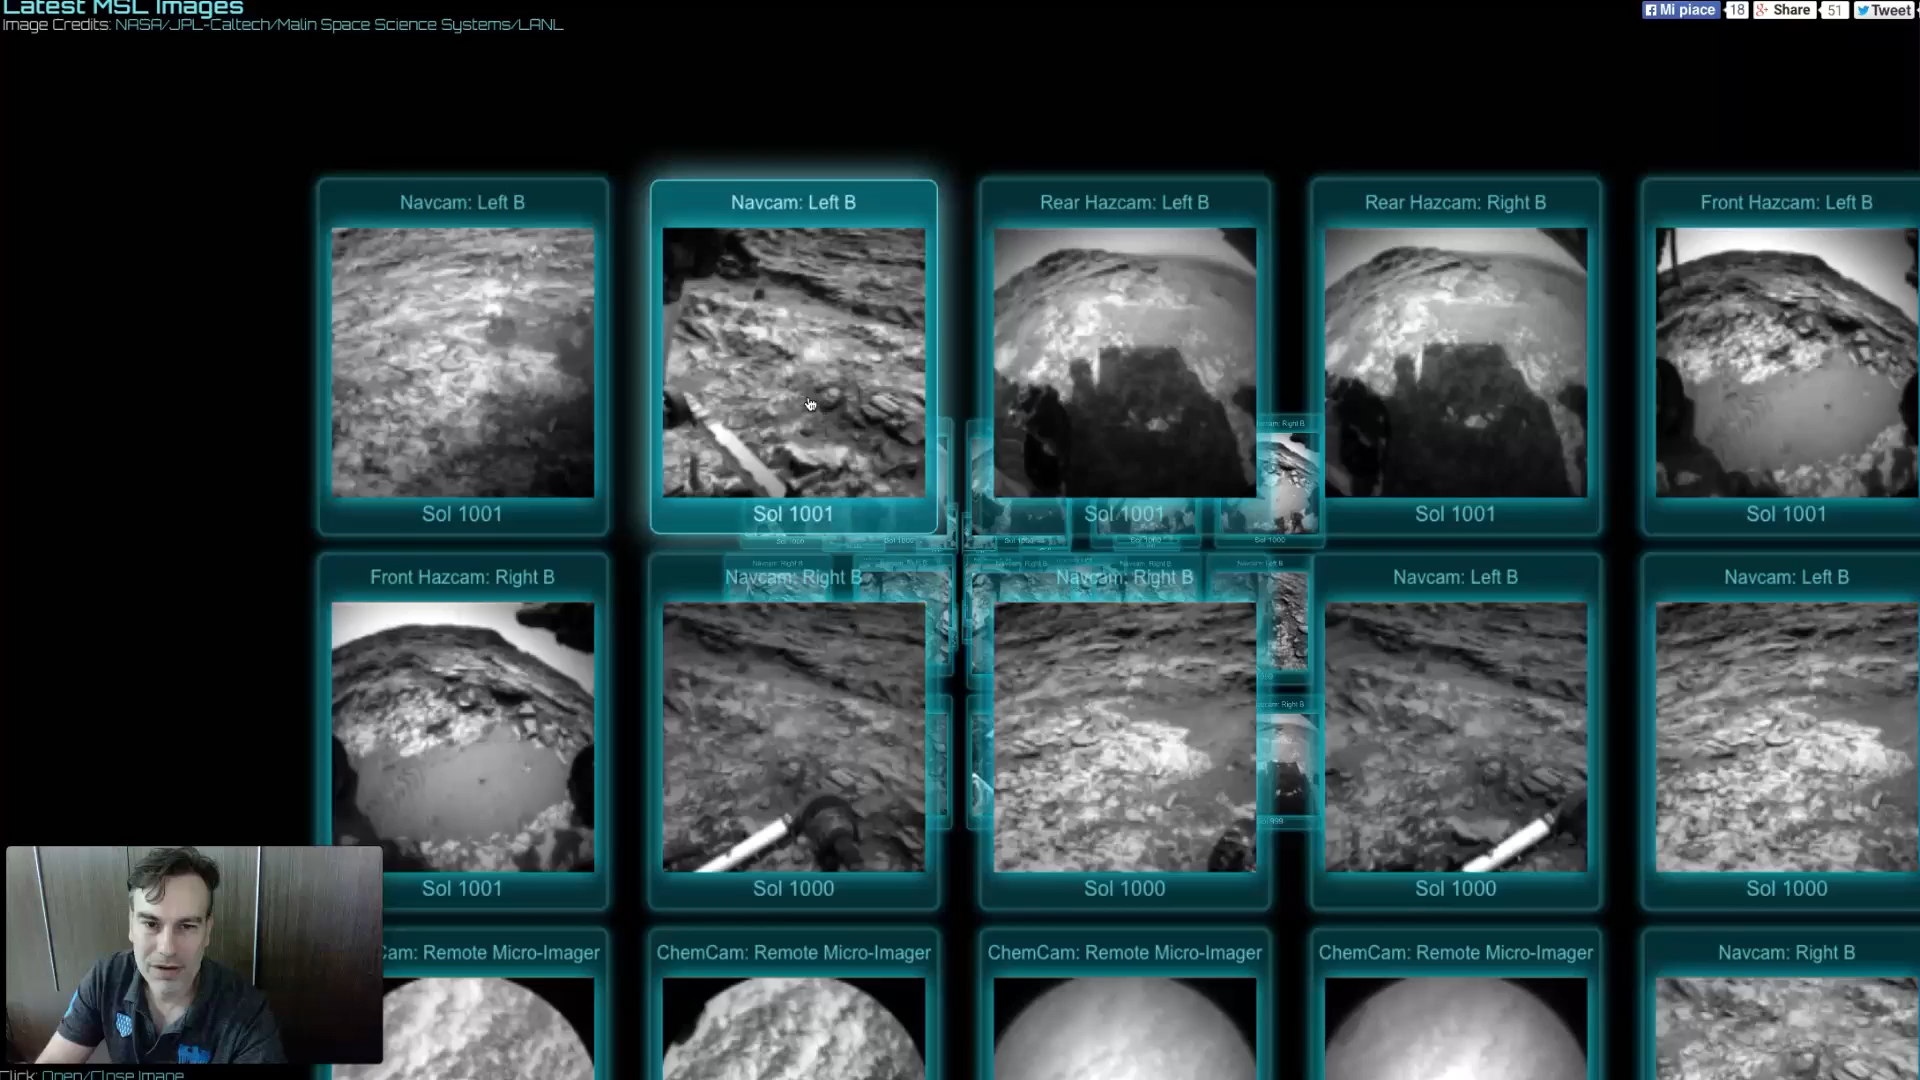 Latest MSL Images
Image Credits: NASA/JPL-Caltech/Malin Space Science Systems/LANL
Mi piace 18 Share 51 Tweet
Navcam: Left B
Navcam: Left B
Rear Hazcam: Left B
Rear Hazcam: Right B
Front Hazcam: Left B
Sol 1001
Sol 1001
Sol 1001
Sol 1001
Sol 1001
Front Hazcam: Right B
Navcam: Right B
Navcam: Right B
Navcam: Left B
Navcam: Left B
Sol 1001
Sol 1000
Sol 1000
Sol 1000
Sol 1000
Cam: Remote Micro-Imager
ChemCam: Remote Micro-Imager
ChemCam: Remote Micro-Imager
ChemCam: Remote Micro-Imager
Navcam: Right B
Click: Open/Close Image